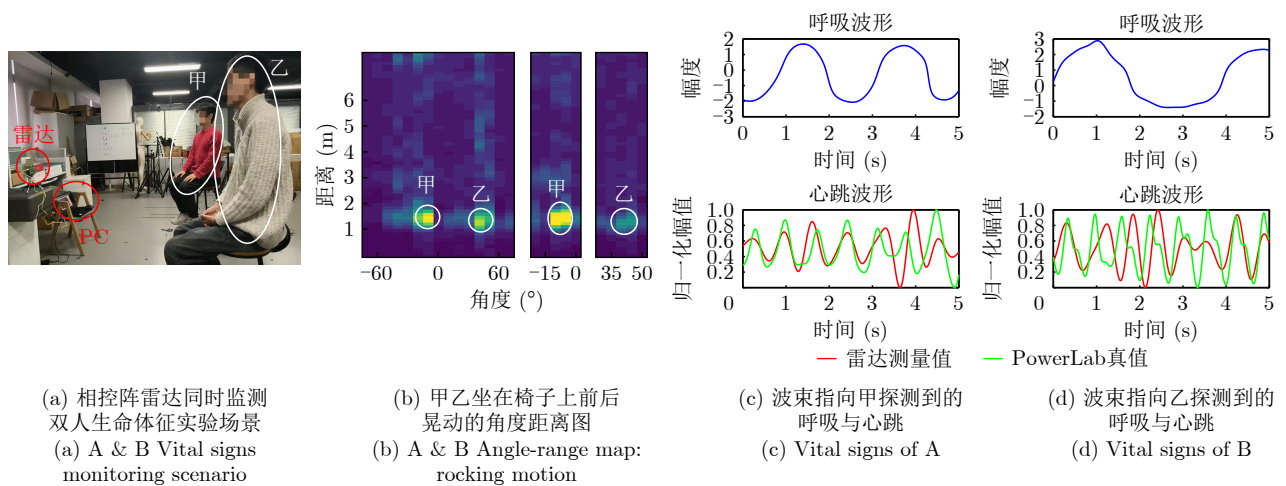 甲
乙
雷达
PC
距离 (m)
6
5
4
3
2
1
甲
乙
甲
乙
−60
0
60
−15
0
35
50
角度 (°)
呼吸波形
幅度
2
1
0
−1
−2
−3
0
1
2
3
4
5
时间 (s)
心跳波形
归一化幅值
1.0
0.8
0.6
0.4
0.2
0
1
2
3
4
5
时间 (s)
呼吸波形
幅度
3
2
1
0
−1
−2
0
1
2
3
4
5
时间 (s)
心跳波形
归一化幅值
1.0
0.8
0.6
0.4
0.2
0
1
2
3
4
5
时间 (s)
雷达测量值
PowerLab真值
(a) 相控阵雷达同时监测
双人生命体征实验场景
(a) A & B Vital signs
monitoring scenario
(b) 甲乙坐在椅子上前后
晃动的角度距离图
(b) A & B Angle-range map:
rocking motion
(c) 波束指向甲探测到的
呼吸与心跳
(c) Vital signs of A
(d) 波束指向乙探测到的
呼吸与心跳
(d) Vital signs of B